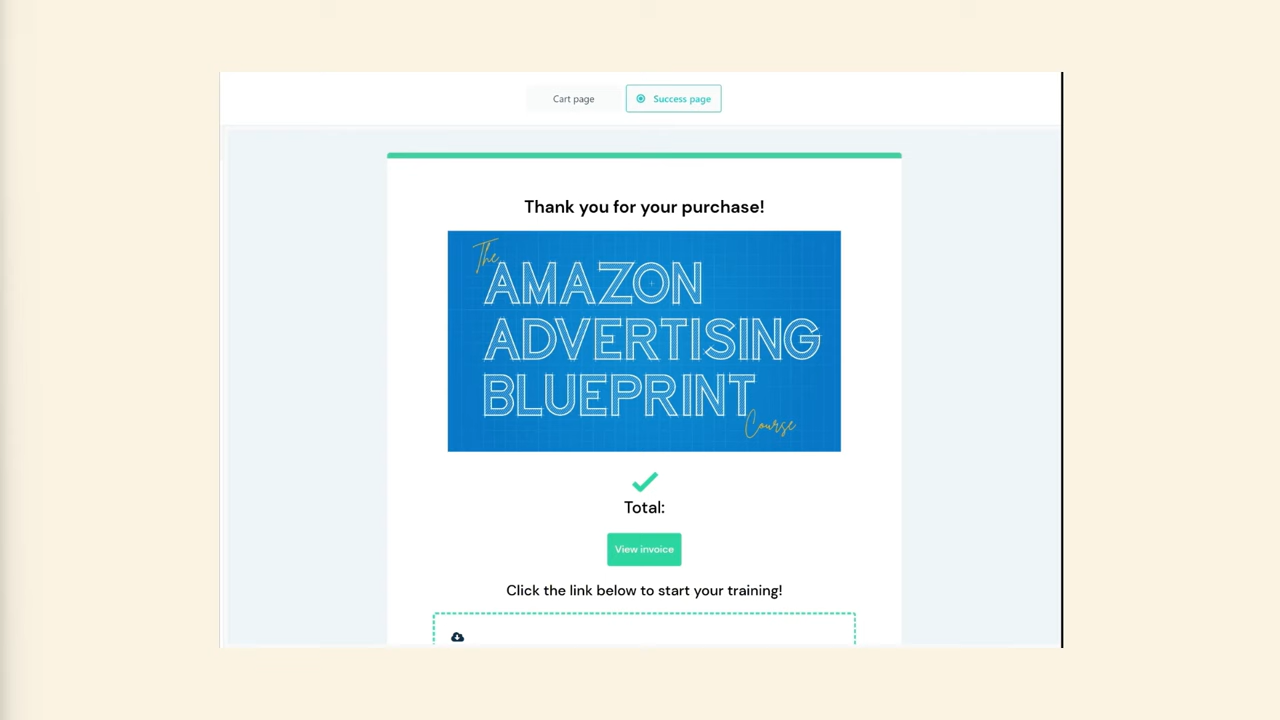 Cart page
Success page
Thank you for your purchase!
The
AMAZON
ADVERTISING
BLUEPRINT
Course
Total:
View invoice
Click the link below to start your training!